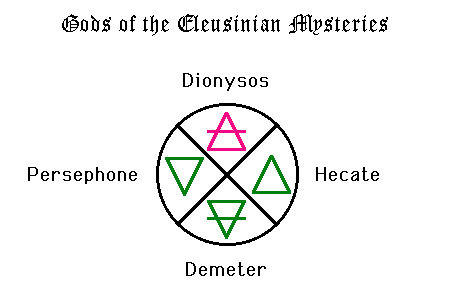 Gods of the Eleusinian Mysteries
Dionysos
Persephone
Hecate
Demeter